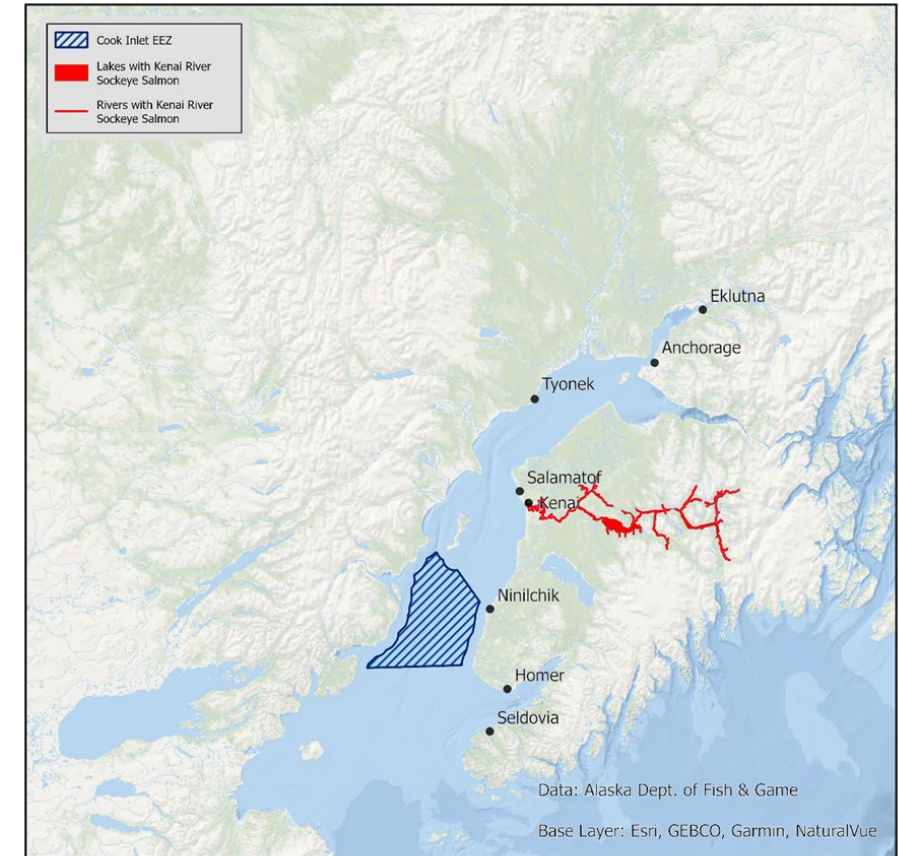 Cook Inlet EEZ
Lakes with Kenai River
Sockeye Salmon
Rivers with Kenai River
Sockeye Salmon
Eklutna
Anchorage
Tyonek
Salamatof
Kenai
Ninilchik
Homer
Seldovia
Data: Alaska Dept. of Fish & Game
Base Layer: Esri, GEBCO, Garmin, NaturalVue